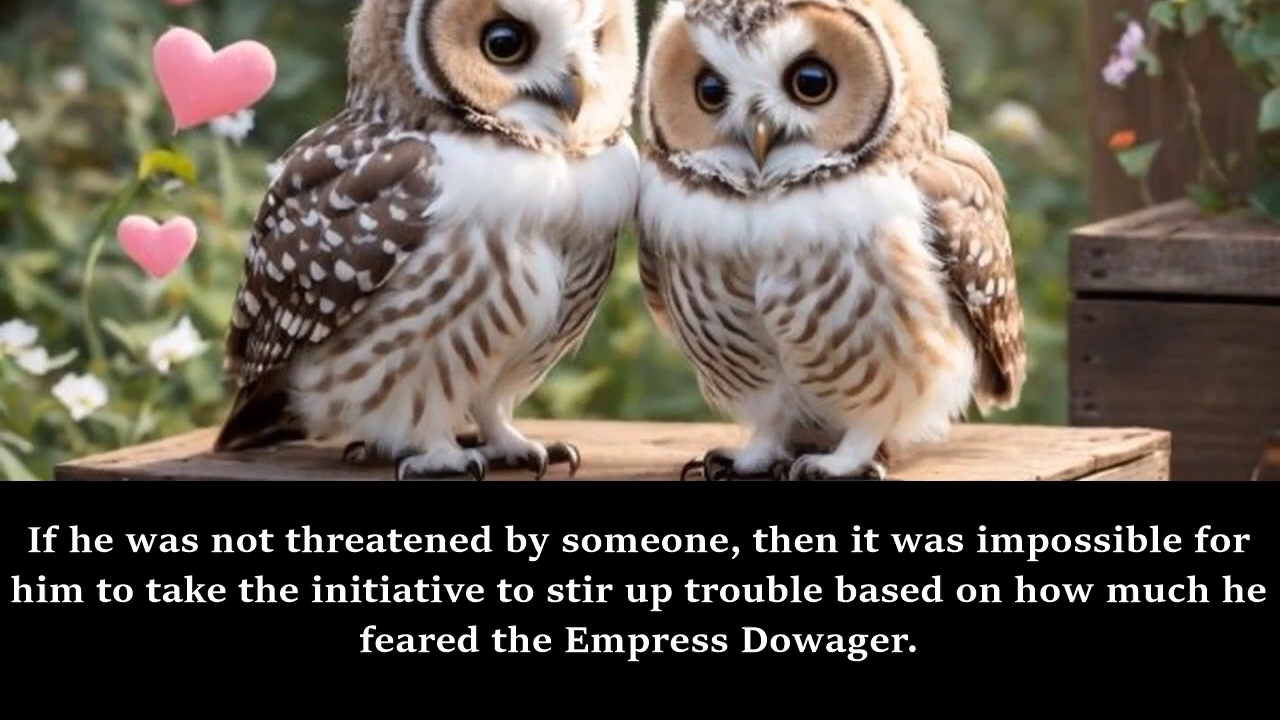 If he was not threatened by someone, then it was impossible for
him to take the initiative to stir up trouble based on how much he
feared the Empress Dowager.